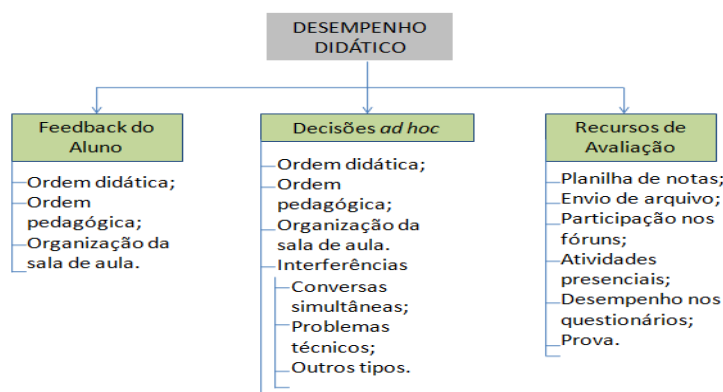 DESEMPENHO
DIDÁTICO
Feedback do
Aluno
Ordem didática;
Ordem
pedagógica;
Organização da
sala de aula.
Decisões ad hoc
Ordem didática;
Ordem
pedagógica;
Organização da
sala de aula.
Interferências
Conversas
simultâneas;
Problemas
técnicos;
Outros tipos.
Recursos de
Avaliação
Planilha de notas;
Envio de arquivo;
Participação nos
fóruns;
Atividades
presenciais;
Desempenho nos
questionários;
Prova.